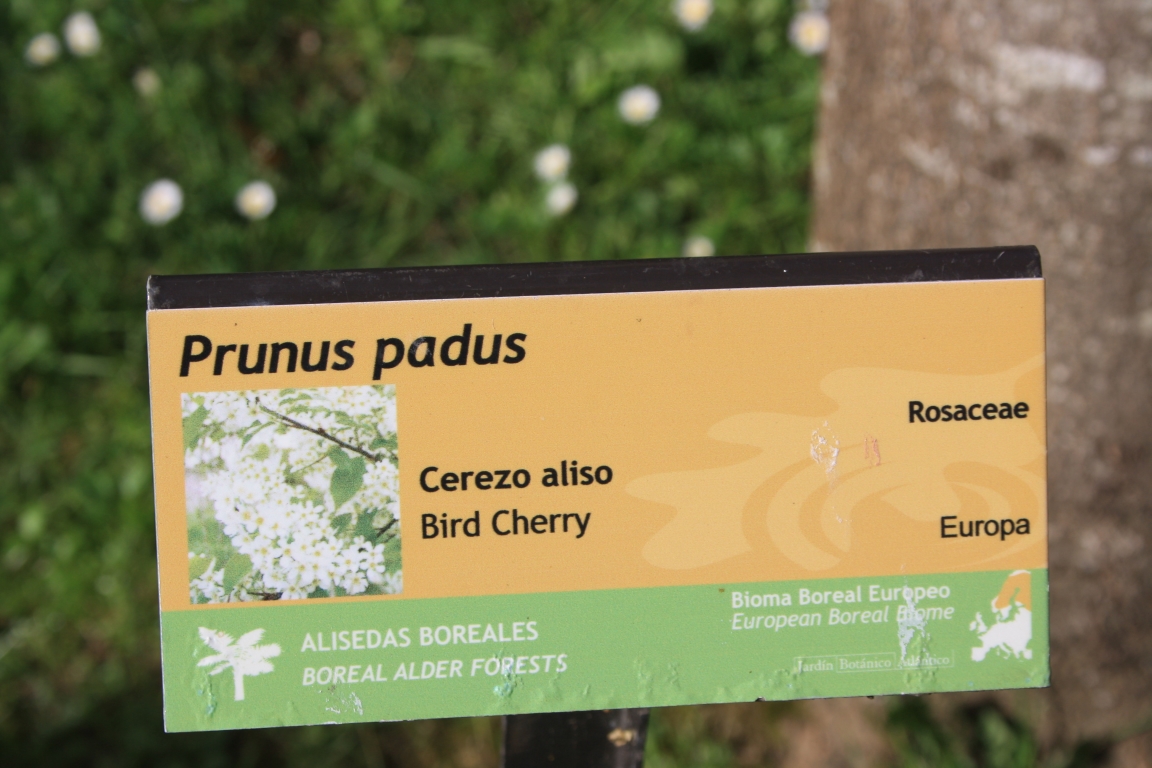 Prunus padus
Rosaceae
Cerezo aliso
Bird Cherry
Europa
Bioma Boreal Europeo
European Boreal Biome
ALISEDAS BOREALES
BOREAL ALDER FORESTS
Jardín Botánico Atlántico